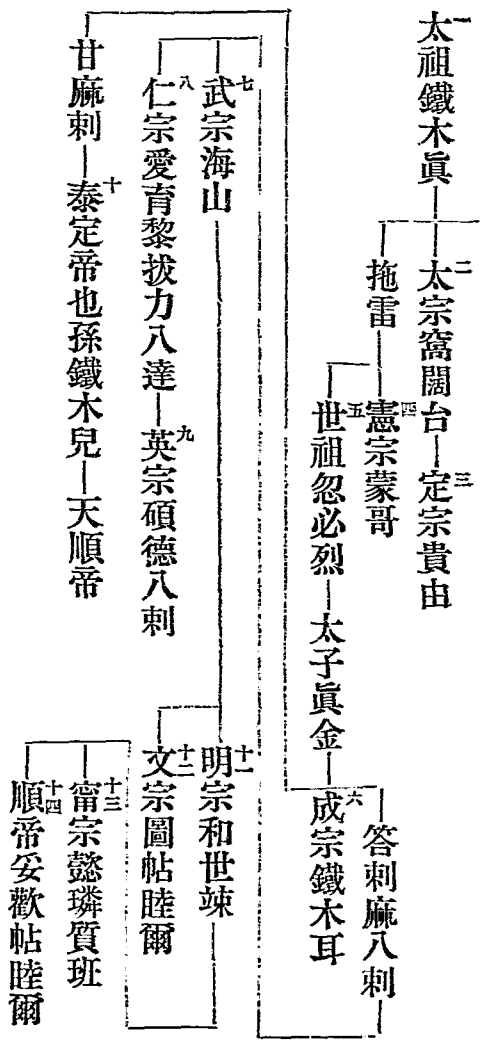 一
太祖鐵木眞
二
太宗窩闊台
三
定宗貴由
拖雷
四
憲宗蒙哥
五
世祖忽必烈
太子眞金
答刺麻八刺
六
成宗鐵木耳
七
武宗海山
八
仁宗愛育黎拔力八達
九
英宗碩德八刺
甘麻刺
十
泰定帝也孫鐵木兒
天順帝
十一
明宗和世㻋
十二
文宗圖帖睦爾
十三
甯宗懿璘質班
十四
順帝妥歡帖睦爾